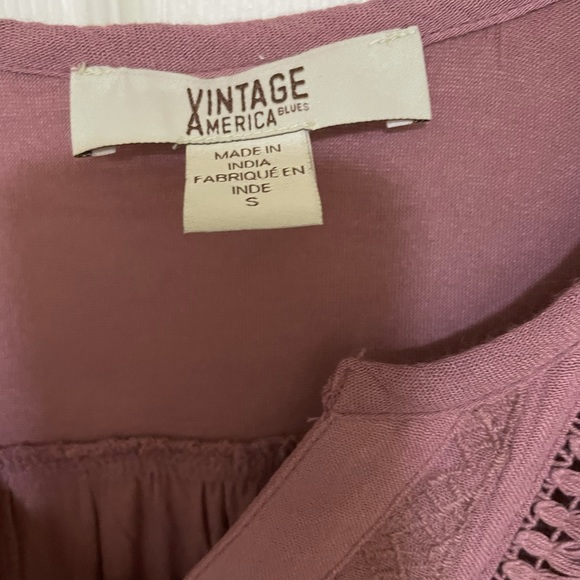 VINTAGE
AMERICA BLUES
MADE IN
INDIA
FABRIQUÉ EN
INDE
S